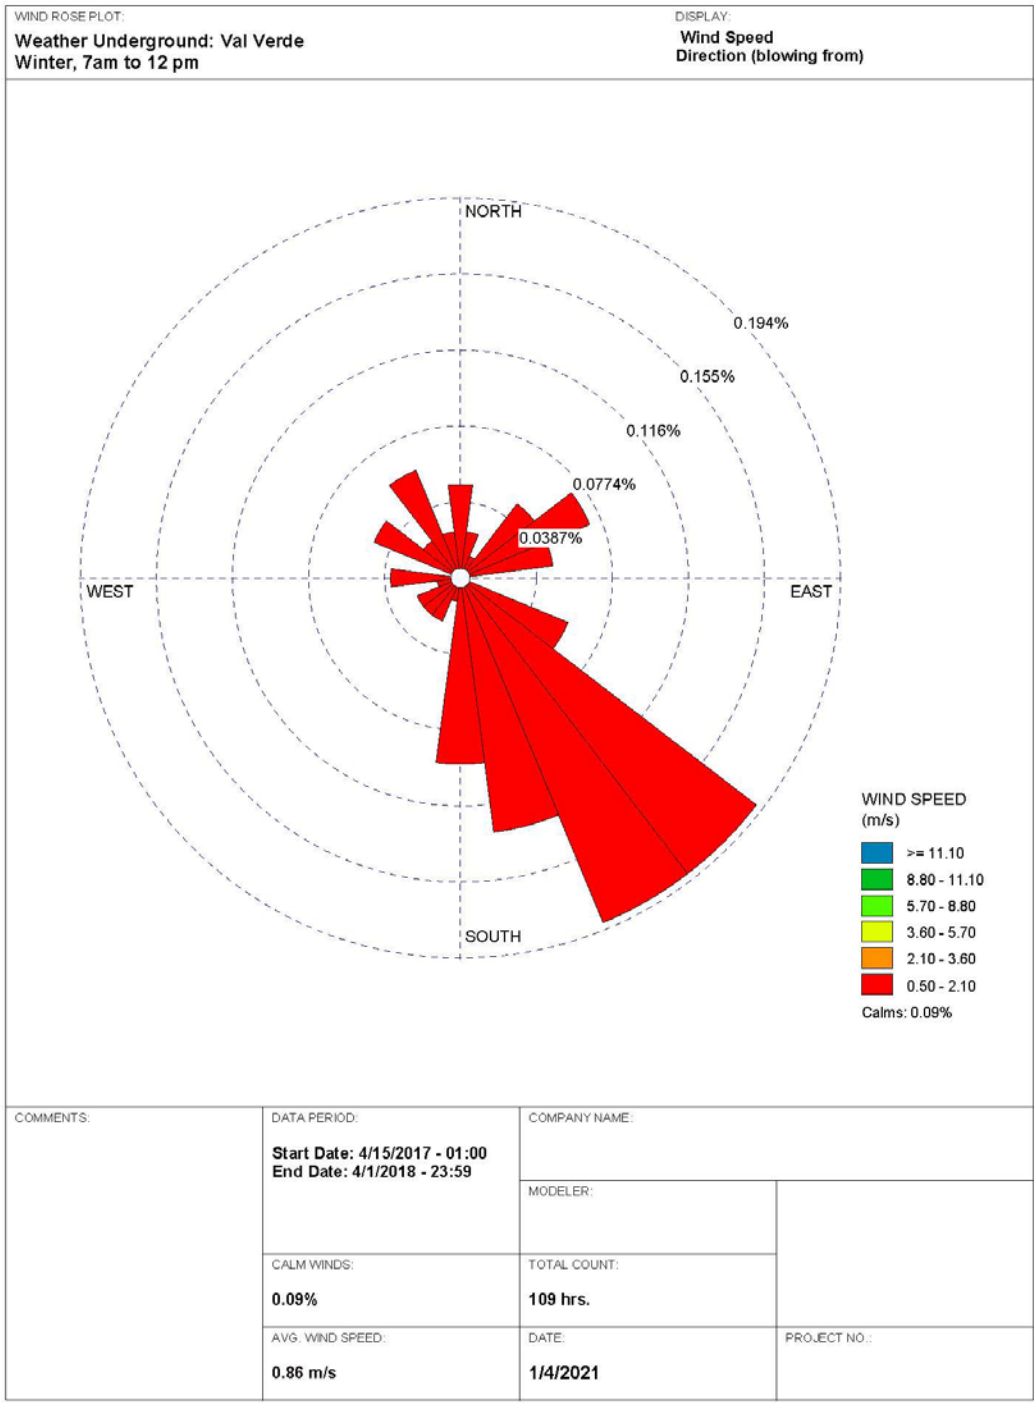 WIND ROSE PLOT:
Weather Underground: Val Verde
Winter, 7am to 12 pm
DISPLAY:
Wind Speed
Direction (blowing from)
NORTH
0.194%
0.155%
0.116%
0.0774%
0.0387%
WEST
EAST
SOUTH
WIND SPEED
(m/s)
>= 11.10
8.80 - 11.10
5.70 - 8.80
3.60 - 5.70
2.10 - 3.60
0.50 - 2.10
Calms: 0.09%
COMMENTS:
DATA PERIOD:
Start Date: 4/15/2017 - 01:00
End Date: 4/1/2018 - 23:59
COMPANY NAME:
MODELER:
CALM WINDS:
0.09%
TOTAL COUNT:
109 hrs.
AVG. WIND SPEED:
0.86 m/s
DATE:
1/4/2021
PROJECT NO.: